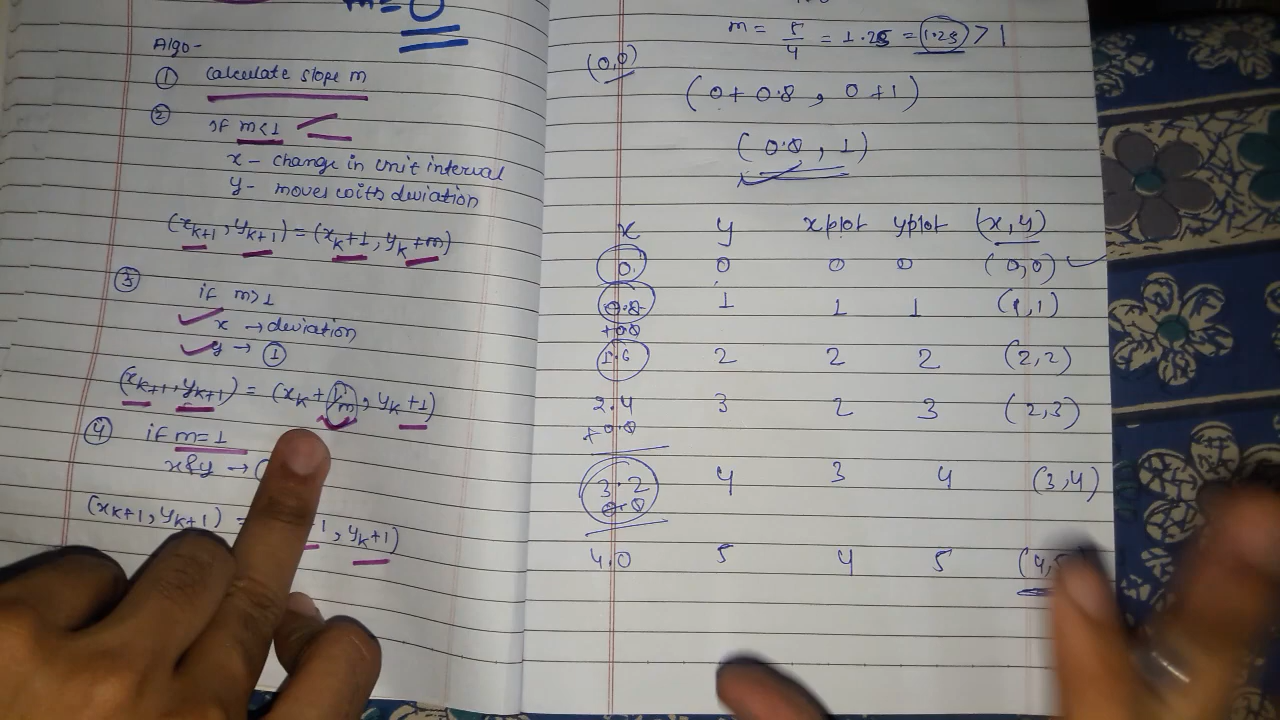 m=0
Algo-
① Calculate slope m
② if m<1
x - change in unit interval
y - moves with deviation
(xk+1, yk+1) = (xk+1, yk+m)
③ if m>1
x → deviation
y → ①
(xk+1, yk+1) = (xk+1/m, yk+1)
④ if m=1
x&y →
(xk+1, yk+1) = 1, yk+1)
m = 5/4 = 1.25 = 1.25 > 1
(0,0)
(0+0.8, 0+1)
(0.8, 1)
x y xplot yplot (x,y)
0. 0 0 0 (0,0)
0.8 1 1 1 (1,1)
+0.8
1.6 2 2 2 (2,2)
2.4 3 2 3 (2,3)
+0.8
3.2 4 3 4 (3,4)
0.8
4.0 5 4 5 (4,